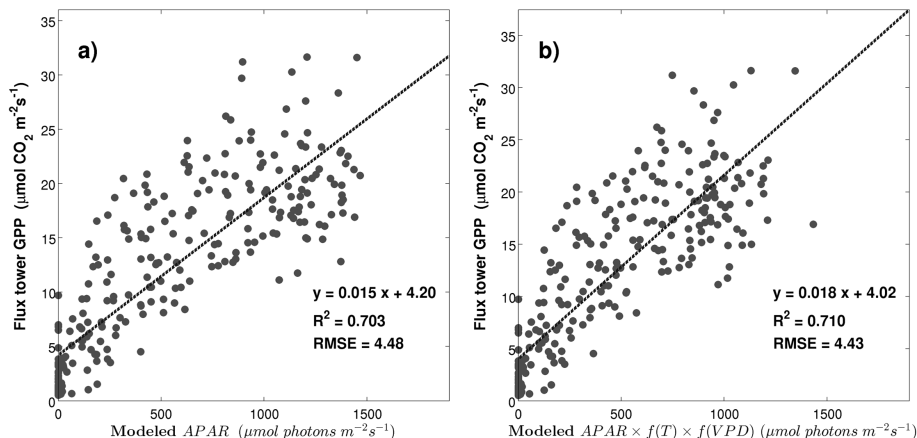 a)
Flux tower GPP (μmol CO₂ m⁻²s⁻¹)
35
30
25
20
15
10
5
0
y = 0.015 x + 4.20
R² = 0.703
RMSE = 4.48
0 500 1000 1500
Modeled APAR (μmol photons m⁻²s⁻¹)
b)
Flux tower GPP (μmol CO₂ m⁻²s⁻¹)
35
30
25
20
15
10
5
0
y = 0.018 x + 4.02
R² = 0.710
RMSE = 4.43
0 500 1000 1500
Modeled APAR × f(T) × f(VPD) (μmol photons m⁻²s⁻¹)